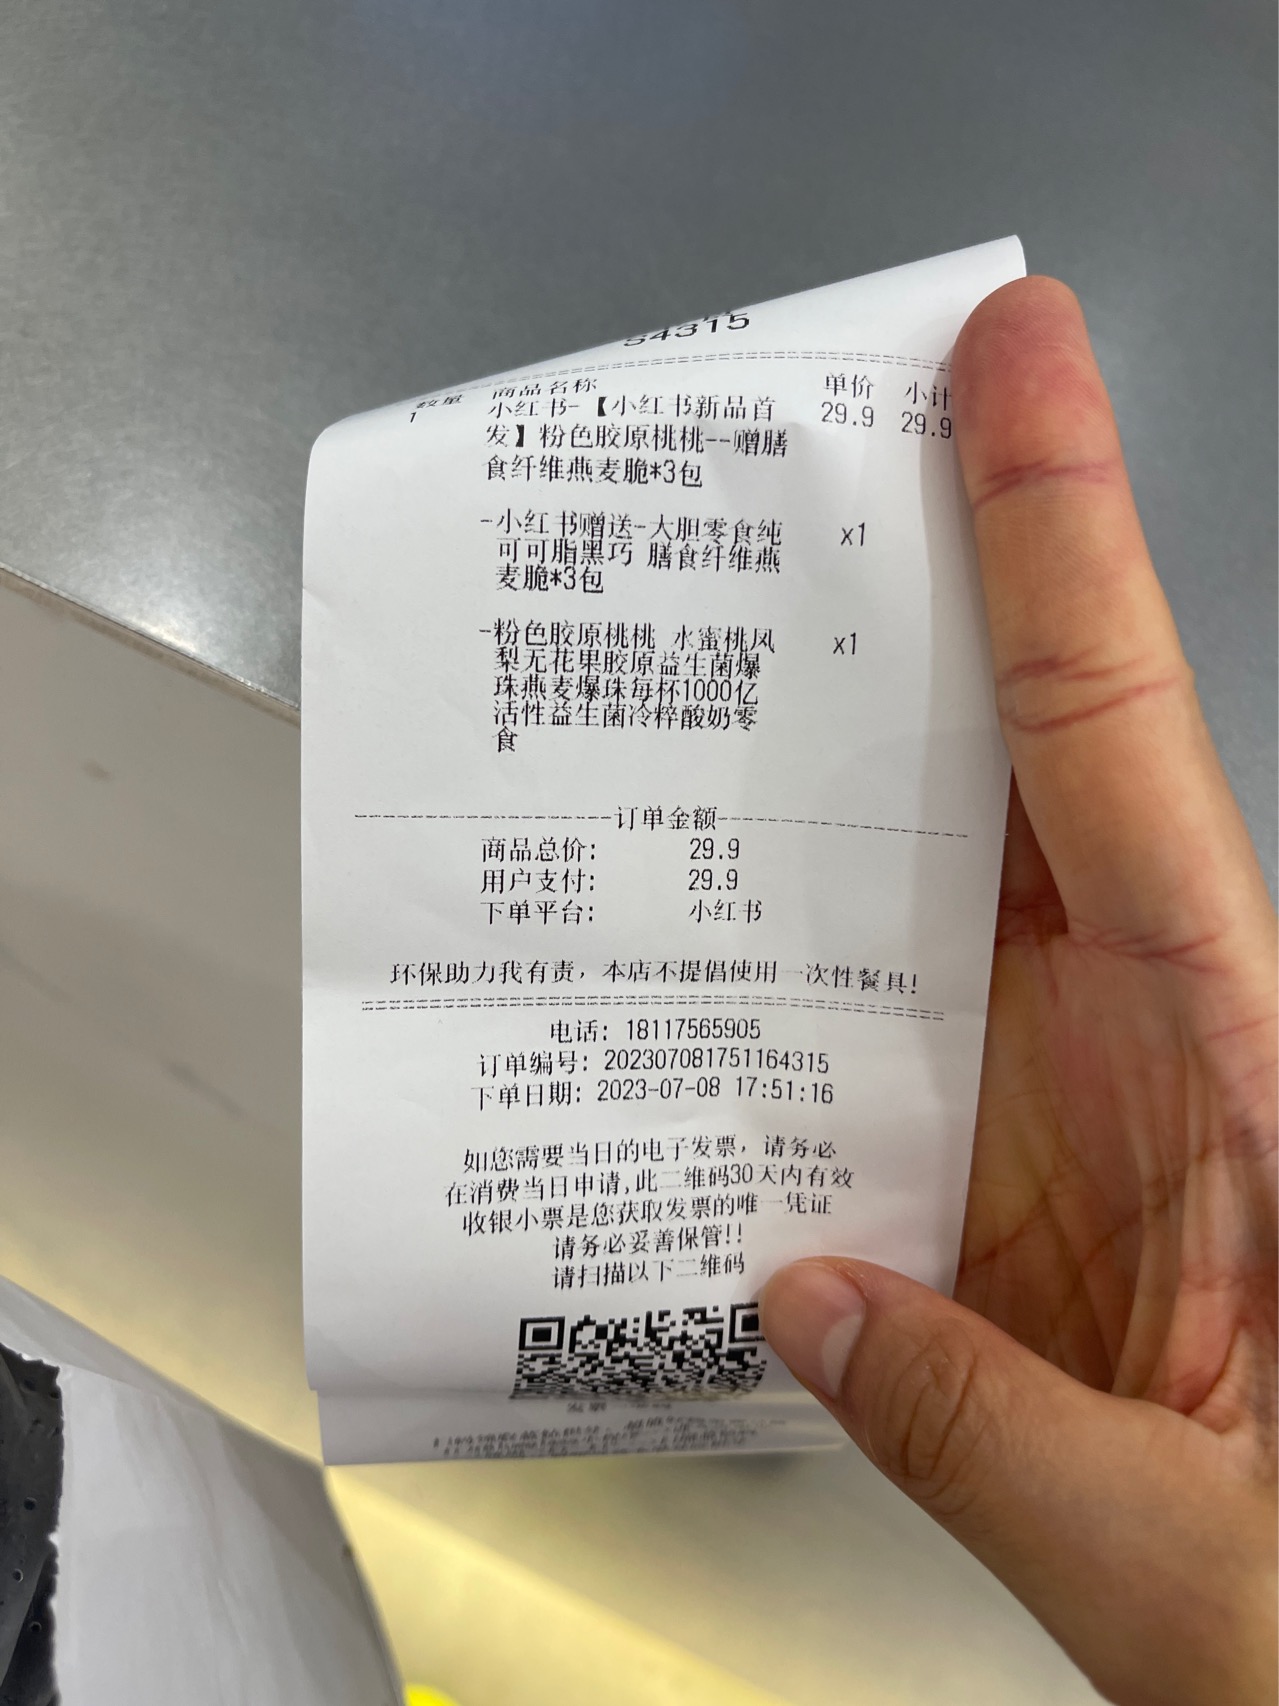 54315
数量 商品名称 单价 小计
1 小红书-【小红书新品首 29.9 29.9
发】粉色胶原桃桃--赠膳
食纤维燕麦脆*3包
-小红书赠送-大胆零食纯 x1
可可脂黑巧 膳食纤维燕
麦脆*3包
-粉色胶原桃桃 水蜜桃凤 x1
梨无花果胶原益生菌爆
珠燕麦爆珠每杯1000亿
活性益生菌冷粹酸奶零
食
订单金额
商品总价: 29.9
用户支付: 29.9
下单平台: 小红书
环保助力我有责，本店不提倡使用一次性餐具!
电话: 18117565905
订单编号: 202307081751164315
下单日期: 2023-07-08 17:51:16
如您需要当日的电子发票，请务必
在消费当日申请,此二维码30天内有效
收银小票是您获取发票的唯一凭证
请务必妥善保管!!
请扫描以下二维码